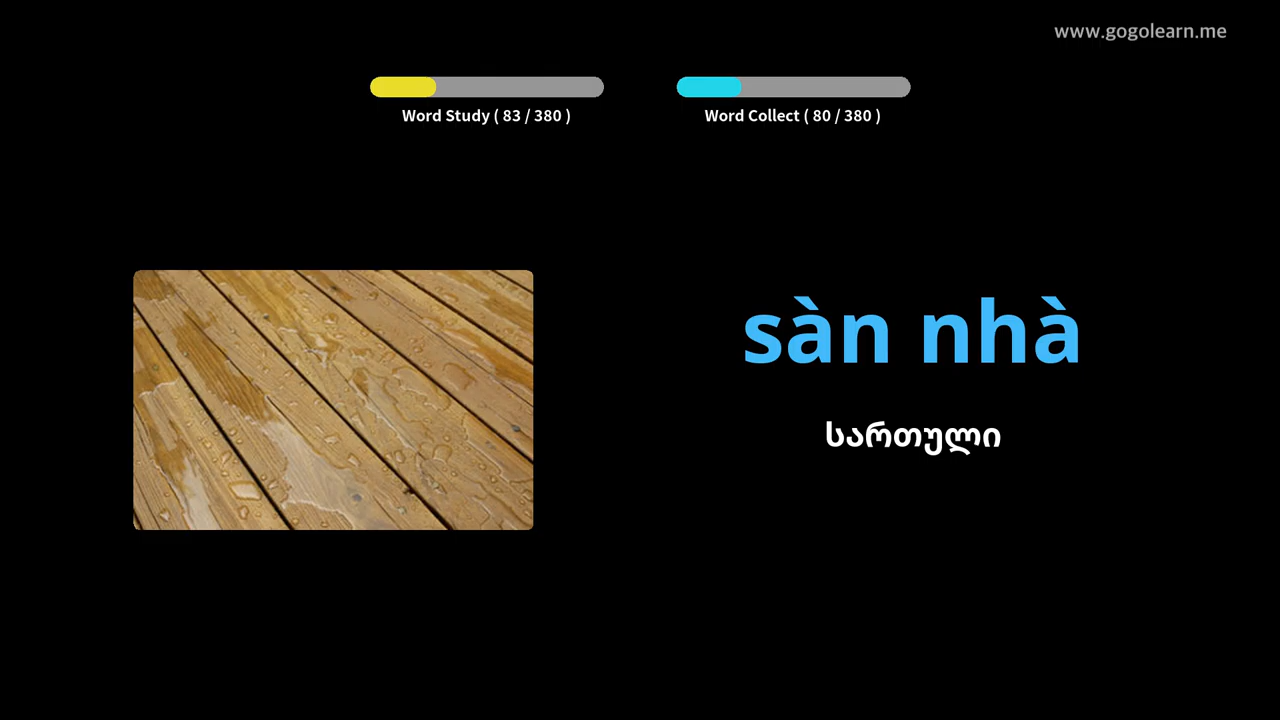 www.gogolearn.me
Word Study ( 83 / 380 )
Word Collect ( 80 / 380 )
sàn nhà
სართული